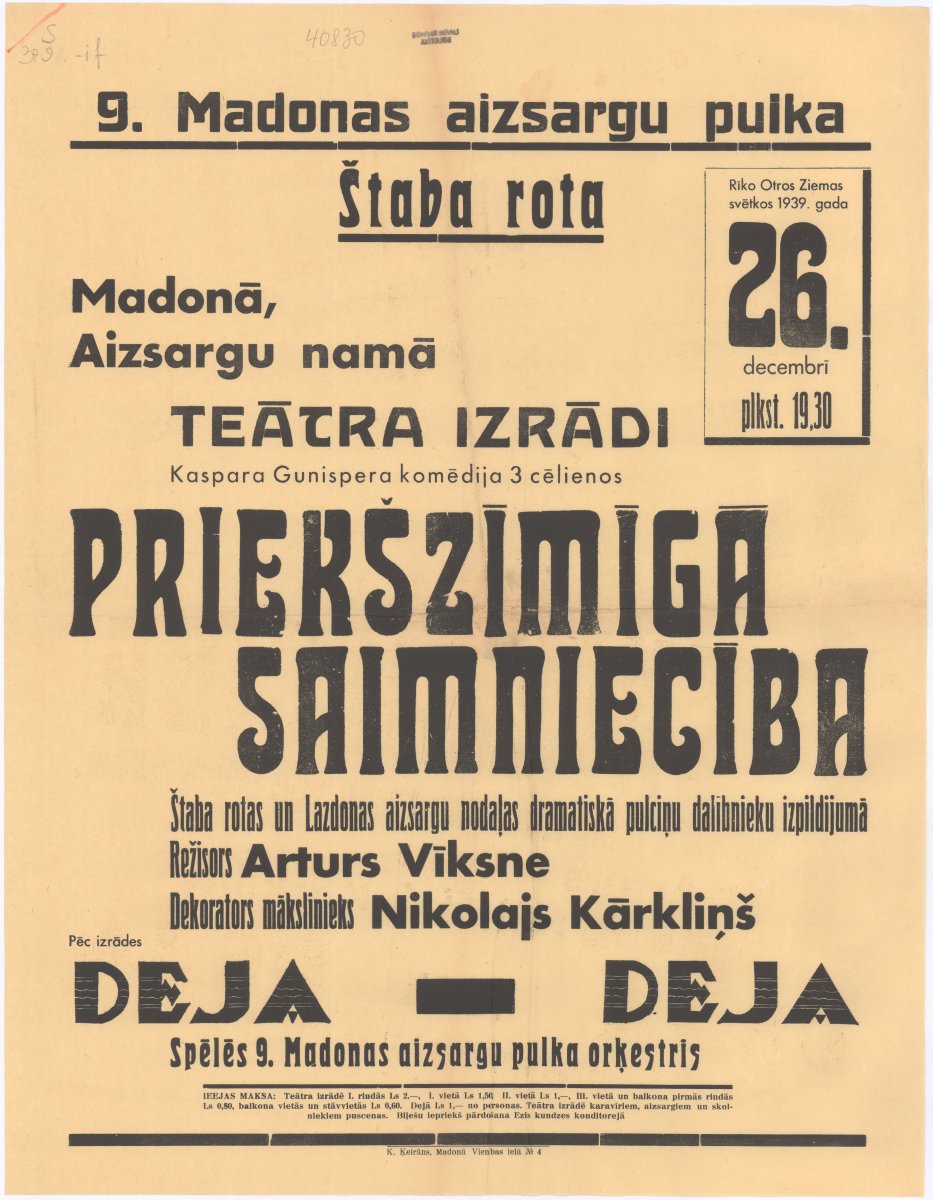 S
40830
9. Madonas aizsargu pulka
Štaba rota
Rīko Otros Ziemas
svētkos 1939. gada
26.
decembrī
plkst. 19,30
Madonā,
Aizsargu namā
TEĀTRA IZRĀDI
Kaspara Gunispera komēdija 3 cēlienos
PRIEKŠZĪMĪGĀ
SAIMNIECĪBA
Štaba rotas un Lazdonas aizsargu nodaļas dramatiskā pulciņu dalībnieku izpildijumā
Režisors Arturs Vīksne
Dekorators mākslinieks Nikolajs Kārkliņš
Pēc izrādes
DEJA - DEJA
Spēlēs 9. Madonas aizsargu pulka orķestris
IEEJAS MAKSA: Teātra izrādē I. rindās Ls 2.—, I. vietā Ls 1,50, II. vietā Ls 1,—, III. vietā un balkona pirmās rindās
Ls 0,80, balkona vietās un stāvvietās Ls 0,60. Dejā Ls 1,— no personas. Teātra izrādē karavīriem, aizsargiem un skol-
niekiem puscenas. Biļešu iepriekš pārdošana Ezis kundzes konditorejā
K. Ķeirāns, Madonā Vienības ielā № 4